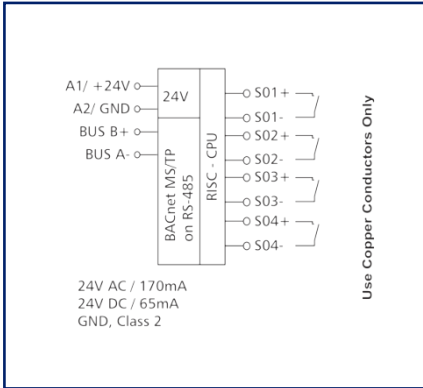 A1/ +24V
A2/ GND
BUS B+
BUS A-
24V
BACnet MS/TP
on RS-485
RISC - CPU
S01+
S01-
S02+
S02-
S03+
S03-
S04+
S04-
Use Copper Conductors Only
24V AC / 170mA
24V DC / 65mA
GND, Class 2